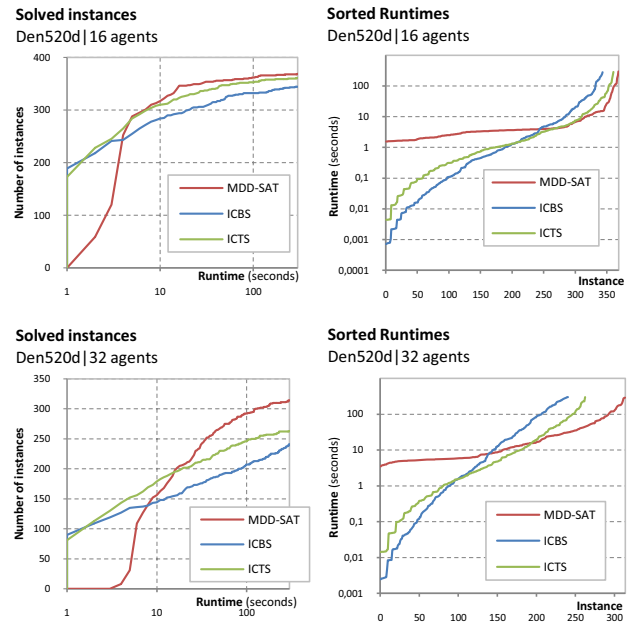 Solved instances
Den520d|16 agents
Number of instances
400
300
200
300
0
MDD-SAT
ICBS
ICTS
Runtime (seconds)
1 10 100
Sorted Runtimes
Den520d|16 agents
Runtime (seconds)
100
10
1
0,1
0,01
0,001
0,0001
MDD-SAT
ICBS
ICTS
Instance
0 50 100 150 200 250 300 350
Solved instances
Den520d|32 agents
Number of instances
350
300
250
200
150
100
50
0
MDD-SAT
ICBS
ICTS
1 10 100
Runtime (seconds)
Sorted Runtimes
Den520d|32 agents
Runtime (seconds)
100
10
1
0,1
0,01
0,001
MDD-SAT
ICBS
ICTS
0 50 100 150 200 250 300
Instance